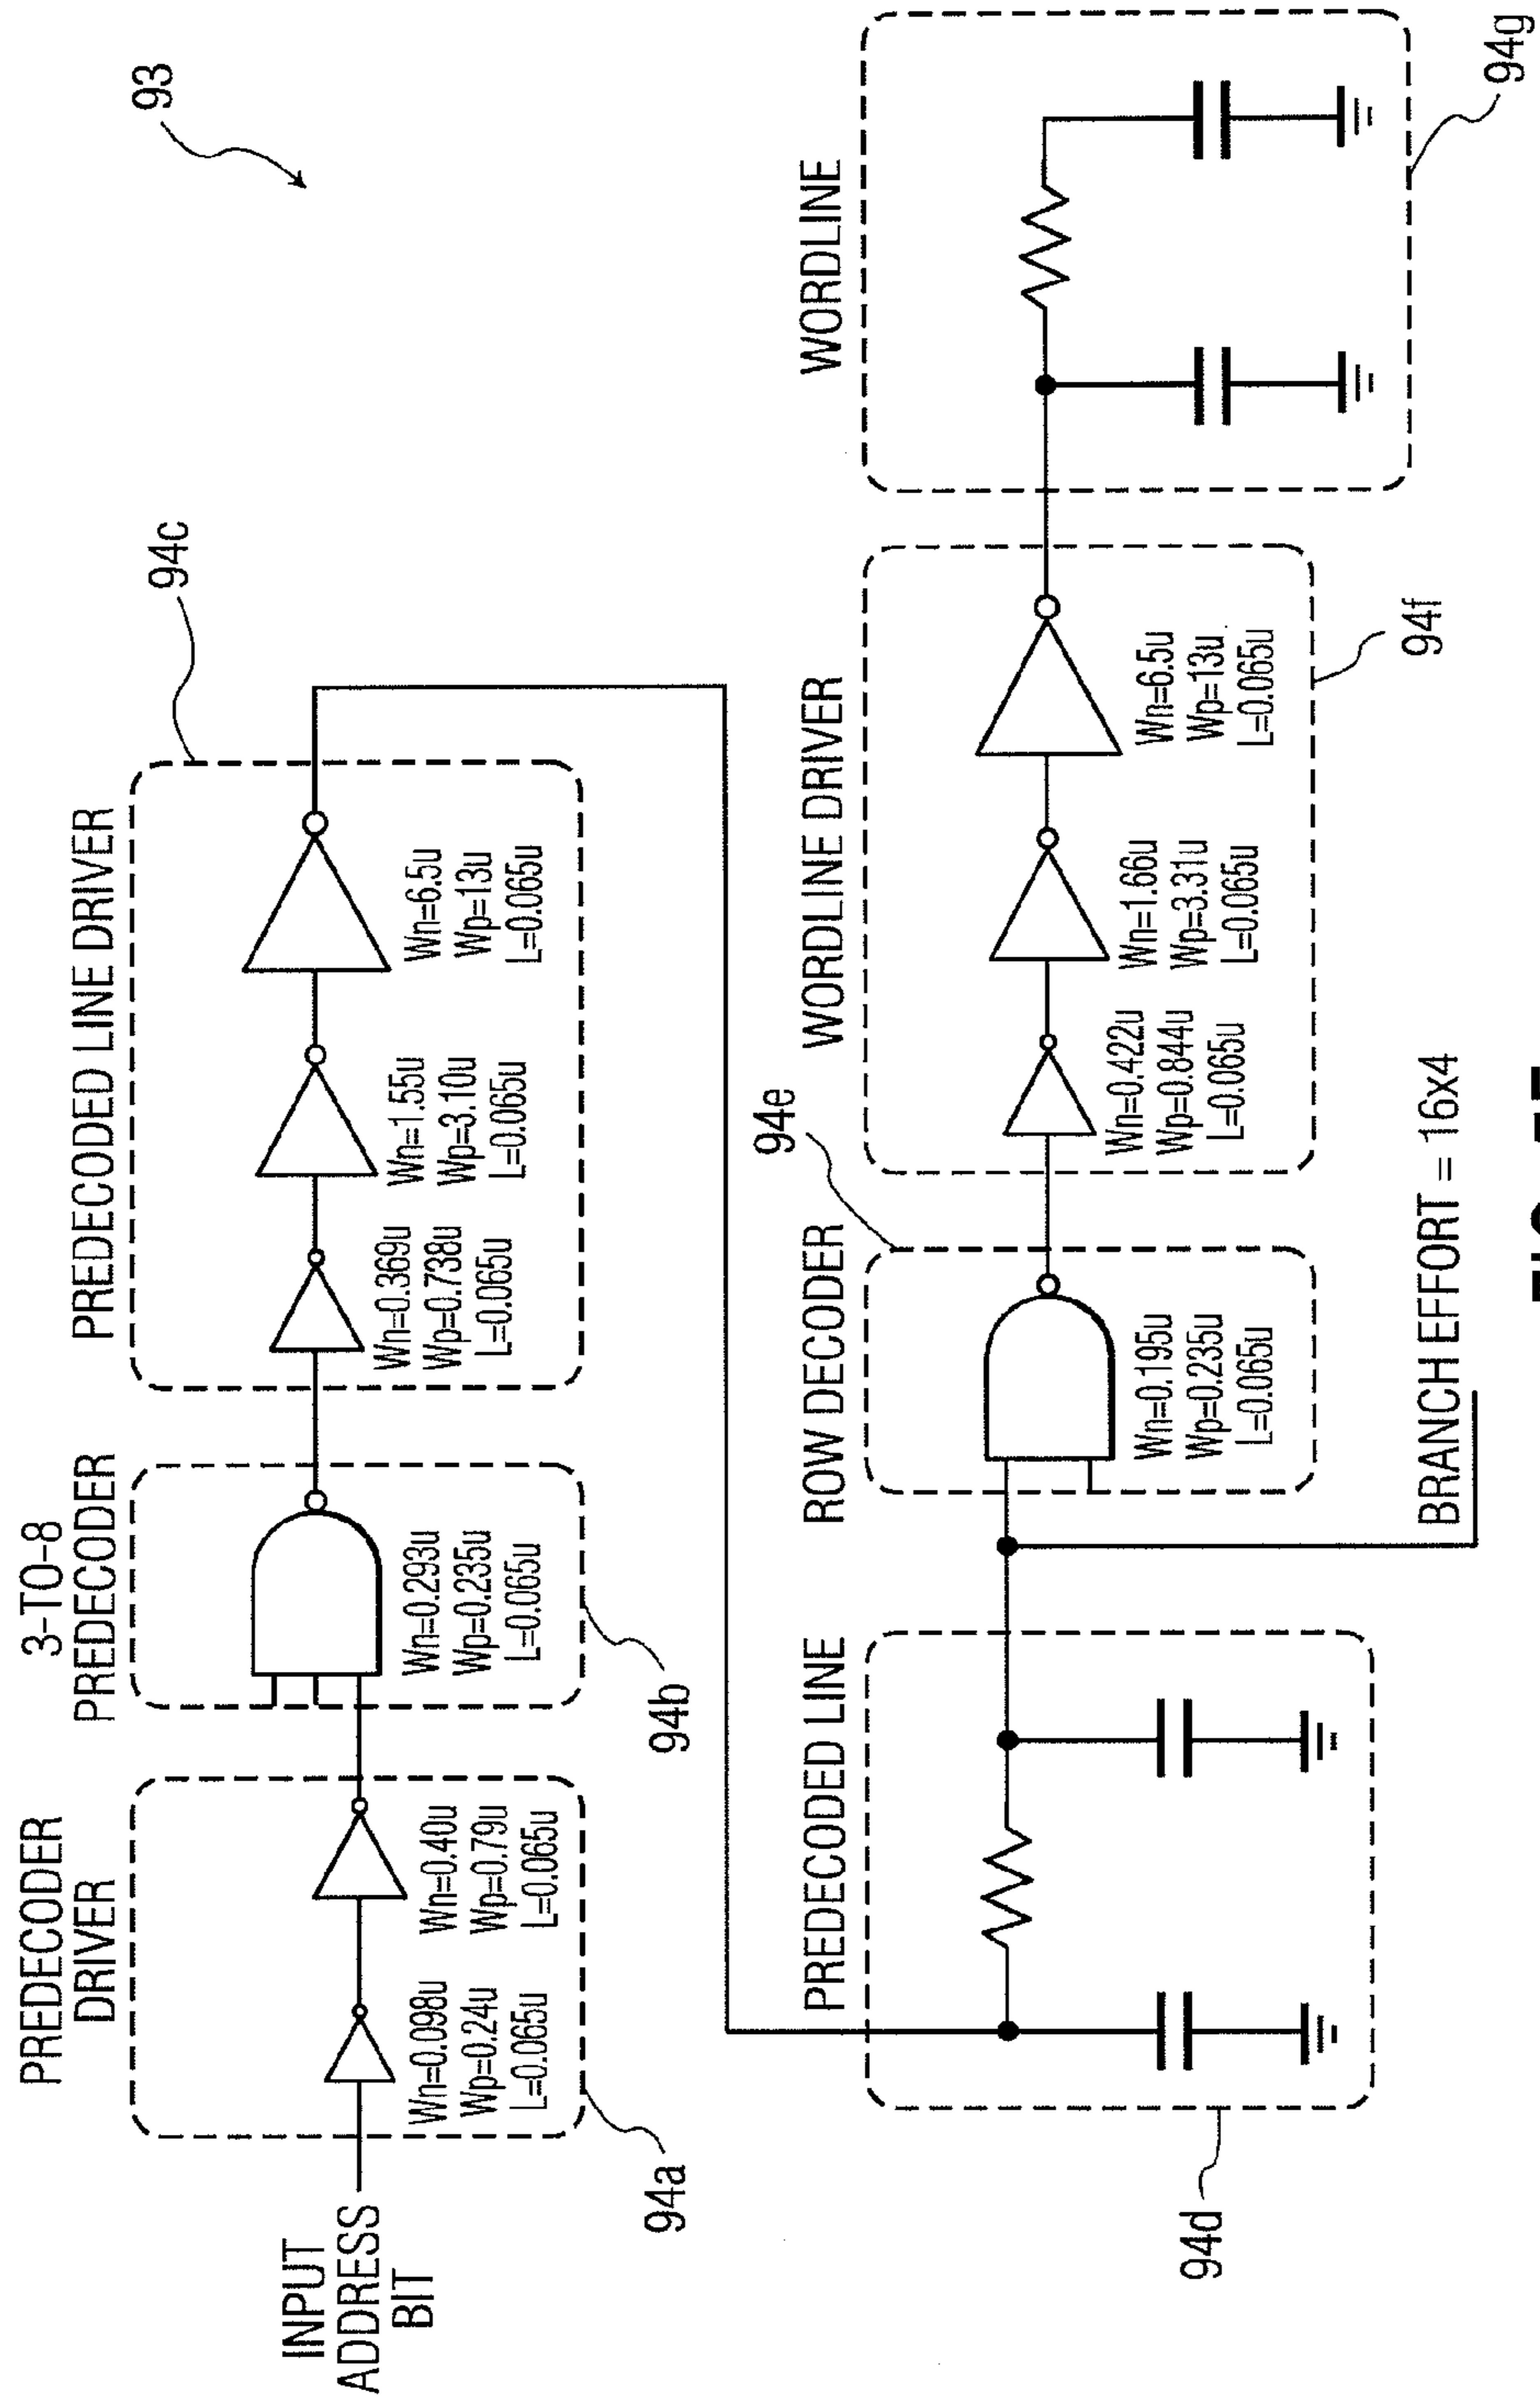 93
PREDECODER
DRIVER
INPUT
ADDRESS
BIT
Wn=0.098u
Wp=0.24u
L=0.065u
Wn=0.40u
Wp=0.79u
L=0.065u
94a
3-TO-8
PREDECODER
Wn=0.293u
Wp=0.235u
L=0.065u
94b
PREDECODED LINE DRIVER
Wn=0.369u
Wp=0.738u
L=0.065u
Wn=1.55u
Wp=3.10u
L=0.065u
Wn=6.5u
Wp=13u
L=0.065u
94c
PREDECODED LINE
94d
ROW DECODER
Wn=0.195u
Wp=0.235u
L=0.065u
94e
BRANCH EFFORT = 16x4
WORDLINE DRIVER
Wn=0.422u
Wp=0.844u
L=0.065u
Wn=1.66u
Wp=3.31u
L=0.065u
Wn=6.5u
Wp=13u
L=0.065u
94f
WORDLINE
94g